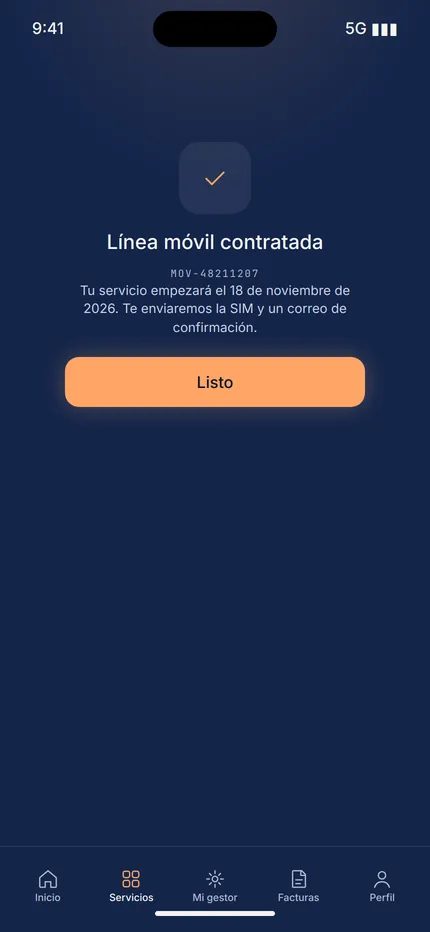 9:41
5G
Línea móvil contratada
MOV-48211207
Tu servicio empezará el 18 de noviembre de
2026. Te enviaremos la SIM y un correo de
confirmación.
Listo
Inicio
Servicios
Mi gestor
Facturas
Perfil